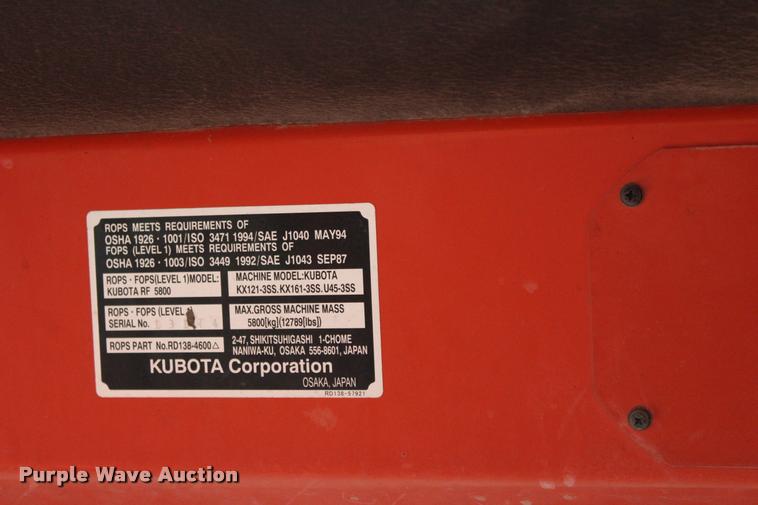 ROPS MEETS REQUIREMENTS OF
OSHA 1926・1001/ISO 3471 1994/SAE J1040 MAY94
FOPS (LEVEL 1) MEETS REQUIREMENTS OF
OSHA 1926・1003/ISO 3449 1992/SAE J1043 SEP87
ROPS・FOPS(LEVEL 1)MODEL:
KUBOTA RF 5800
MACHINE MODEL:KUBOTA
KX121-3SS.KX161-3SS.U45-3SS
ROPS・FOPS (LEVEL
SERIAL No.
MAX.GROSS MACHINE MASS
5800[kg](12789[lbs])
ROPS PART No.RD138-4600△
2-47, SHIKITSUHIGASHI 1-CHOME
NANIWA-KU, OSAKA 556-8601, JAPAN
KUBOTA Corporation
OSAKA, JAPAN
RD138-57921
Purple Wave Auction